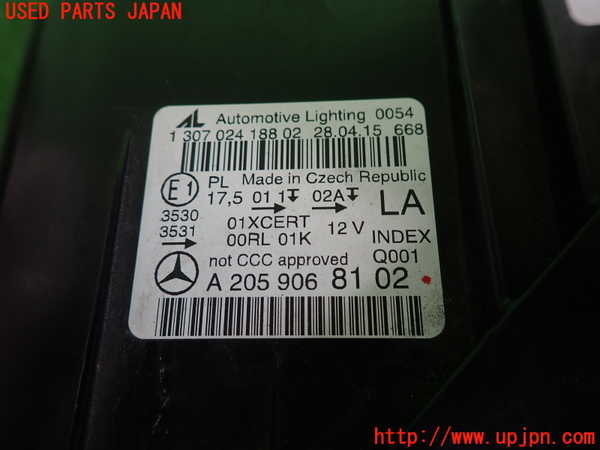 USED PARTS JAPAN
AL Automotive Lighting 0054
1 307 024 188 02 28.04.15 668
E1 PL Made in Czech Republic
17,5 01 1 02A LA
3530 01XCERT 12 V
3531 00RL 01K INDEX
not CCC approved Q001
A 205 906 81 02
http://www.upjpn.com/